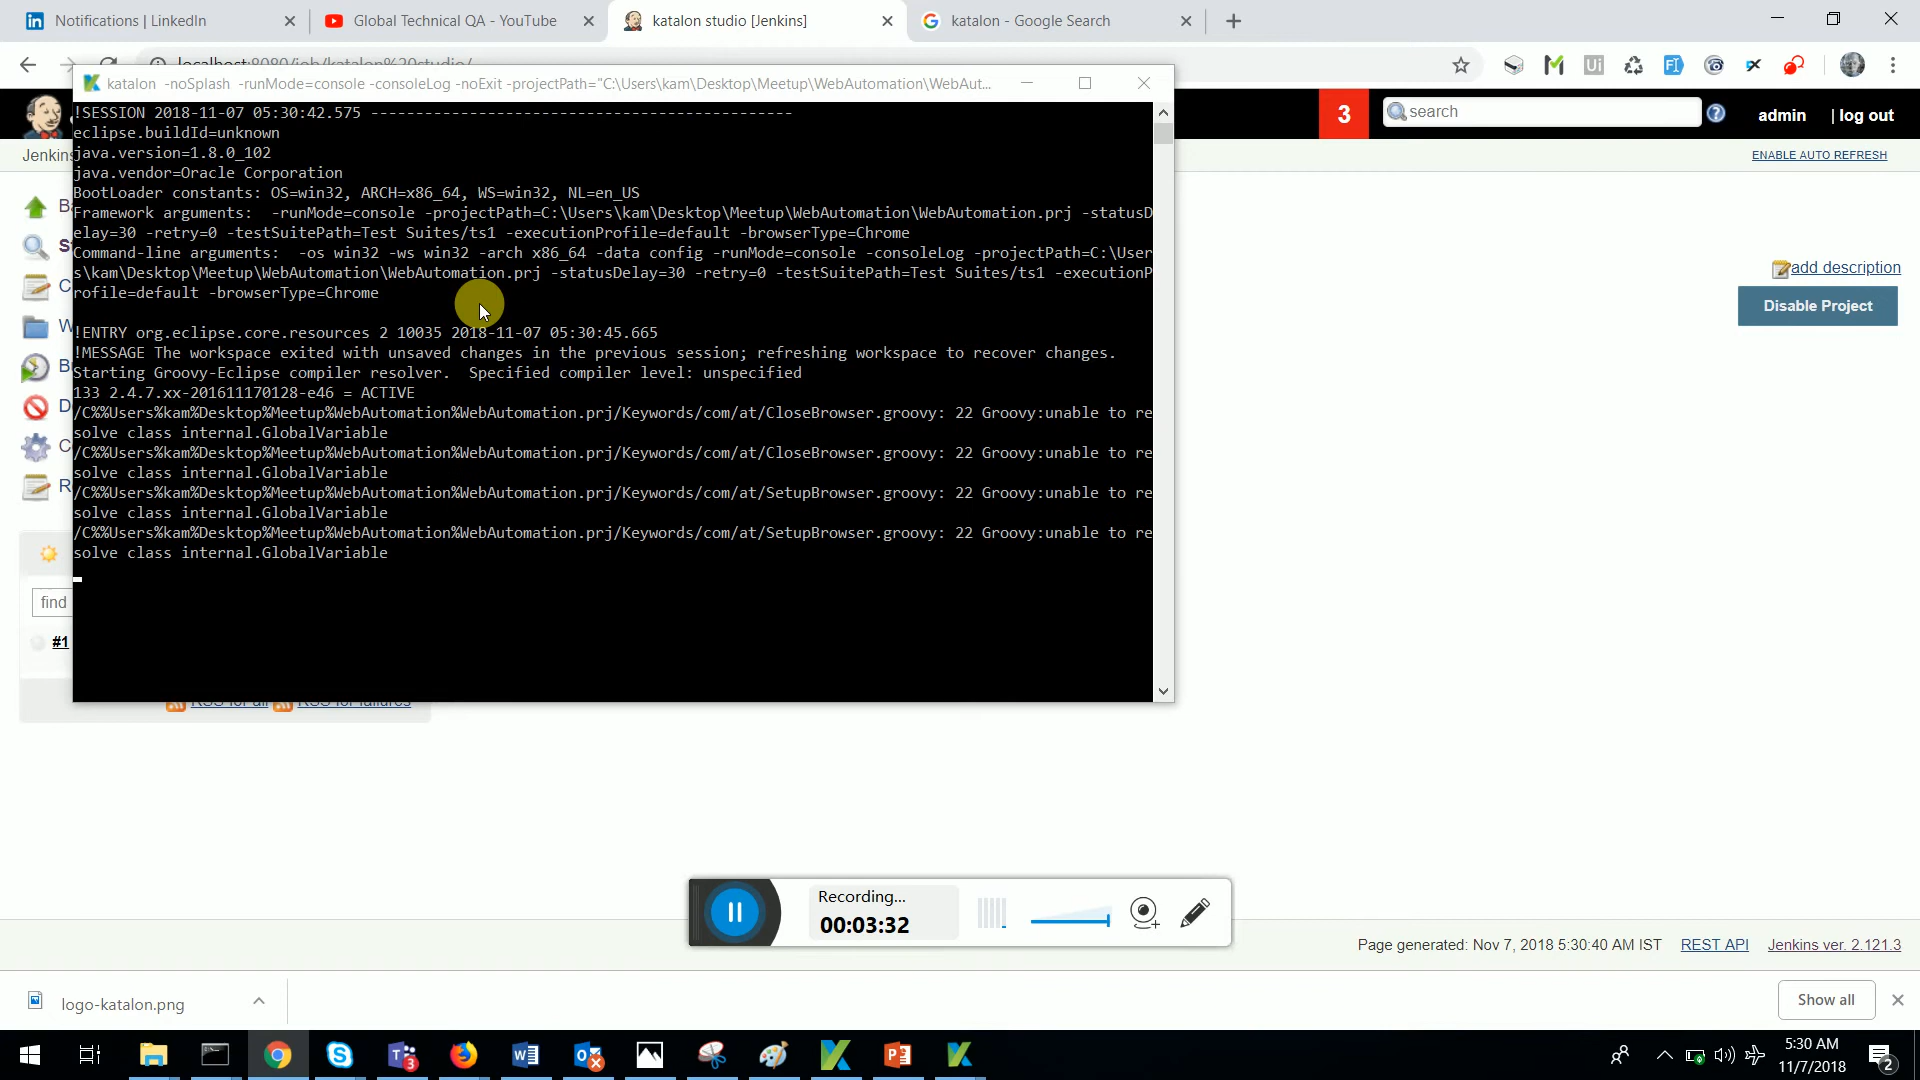 Notifications | LinkedIn
Global Technical QA - YouTube
katalon studio [Jenkins]
katalon - Google Search
localhost:8080/job/katalon%20studio/
katalon -noSplash -runMode=console -consoleLog -noExit -projectPath="C:\Users\kam\Desktop\Meetup\WebAutomation\WebAut...
3
search
admin
| log out
Jenkins
ENABLE AUTO REFRESH
!SESSION 2018-11-07 05:30:42.575 -----------------------------------------------
eclipse.buildId=unknown
java.version=1.8.0_102
java.vendor=Oracle Corporation
BootLoader constants: OS=win32, ARCH=x86_64, WS=win32, NL=en_US
Framework arguments:  -runMode=console -projectPath=C:\Users\kam\Desktop\Meetup\WebAutomation\WebAutomation.prj -statusD
elay=30 -retry=0 -testSuitePath=Test Suites/ts1 -executionProfile=default -browserType=Chrome
Command-line arguments:  -os win32 -ws win32 -arch x86_64 -data config -runMode=console -consoleLog -projectPath=C:\User
s\kam\Desktop\Meetup\WebAutomation\WebAutomation.prj -statusDelay=30 -retry=0 -testSuitePath=Test Suites/ts1 -executionP
rofile=default -browserType=Chrome
!ENTRY org.eclipse.core.resources 2 10035 2018-11-07 05:30:45.665
!MESSAGE The workspace exited with unsaved changes in the previous session; refreshing workspace to recover changes.
Starting Groovy-Eclipse compiler resolver.  Specified compiler level: unspecified
133 2.4.7.xx-201611170128-e46 = ACTIVE
/C%%Users%kam%Desktop%Meetup%WebAutomation%WebAutomation.prj/Keywords/com/at/CloseBrowser.groovy: 22 Groovy:unable to re
solve class internal.GlobalVariable
/C%%Users%kam%Desktop%Meetup%WebAutomation%WebAutomation.prj/Keywords/com/at/CloseBrowser.groovy: 22 Groovy:unable to re
solve class internal.GlobalVariable
/C%%Users%kam%Desktop%Meetup%WebAutomation%WebAutomation.prj/Keywords/com/at/SetupBrowser.groovy: 22 Groovy:unable to re
solve class internal.GlobalVariable
/C%%Users%kam%Desktop%Meetup%WebAutomation%WebAutomation.prj/Keywords/com/at/SetupBrowser.groovy: 22 Groovy:unable to re
solve class internal.GlobalVariable
add description
Disable Project
find
#1
RSS for all
RSS for failures
Recording...
00:03:32
Page generated: Nov 7, 2018 5:30:40 AM IST
REST API
Jenkins ver. 2.121.3
logo-katalon.png
Show all
5:30 AM
11/7/2018
2